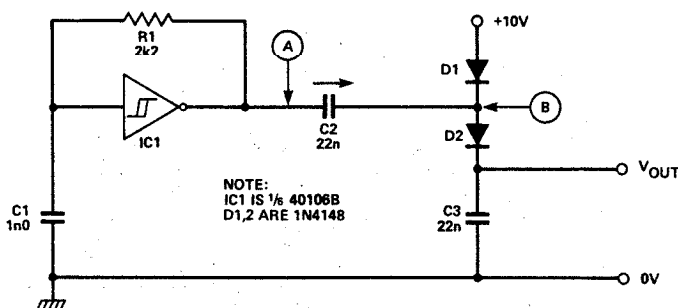 R1
2k2
A
+10V
D1
B
IC1
C2
22n
D2
VOUT
NOTE:
IC1 IS 1/6 40106B
D1,2 ARE 1N4148
C1
1n0
C3
22n
0V